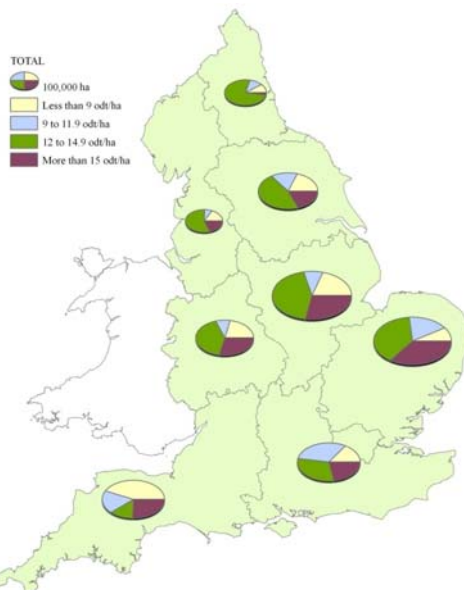 TOTAL
100,000 ha
Less than 9 odt/ha
9 to 11.9 odt/ha
12 to 14.9 odt/ha
More than 15 odt/ha